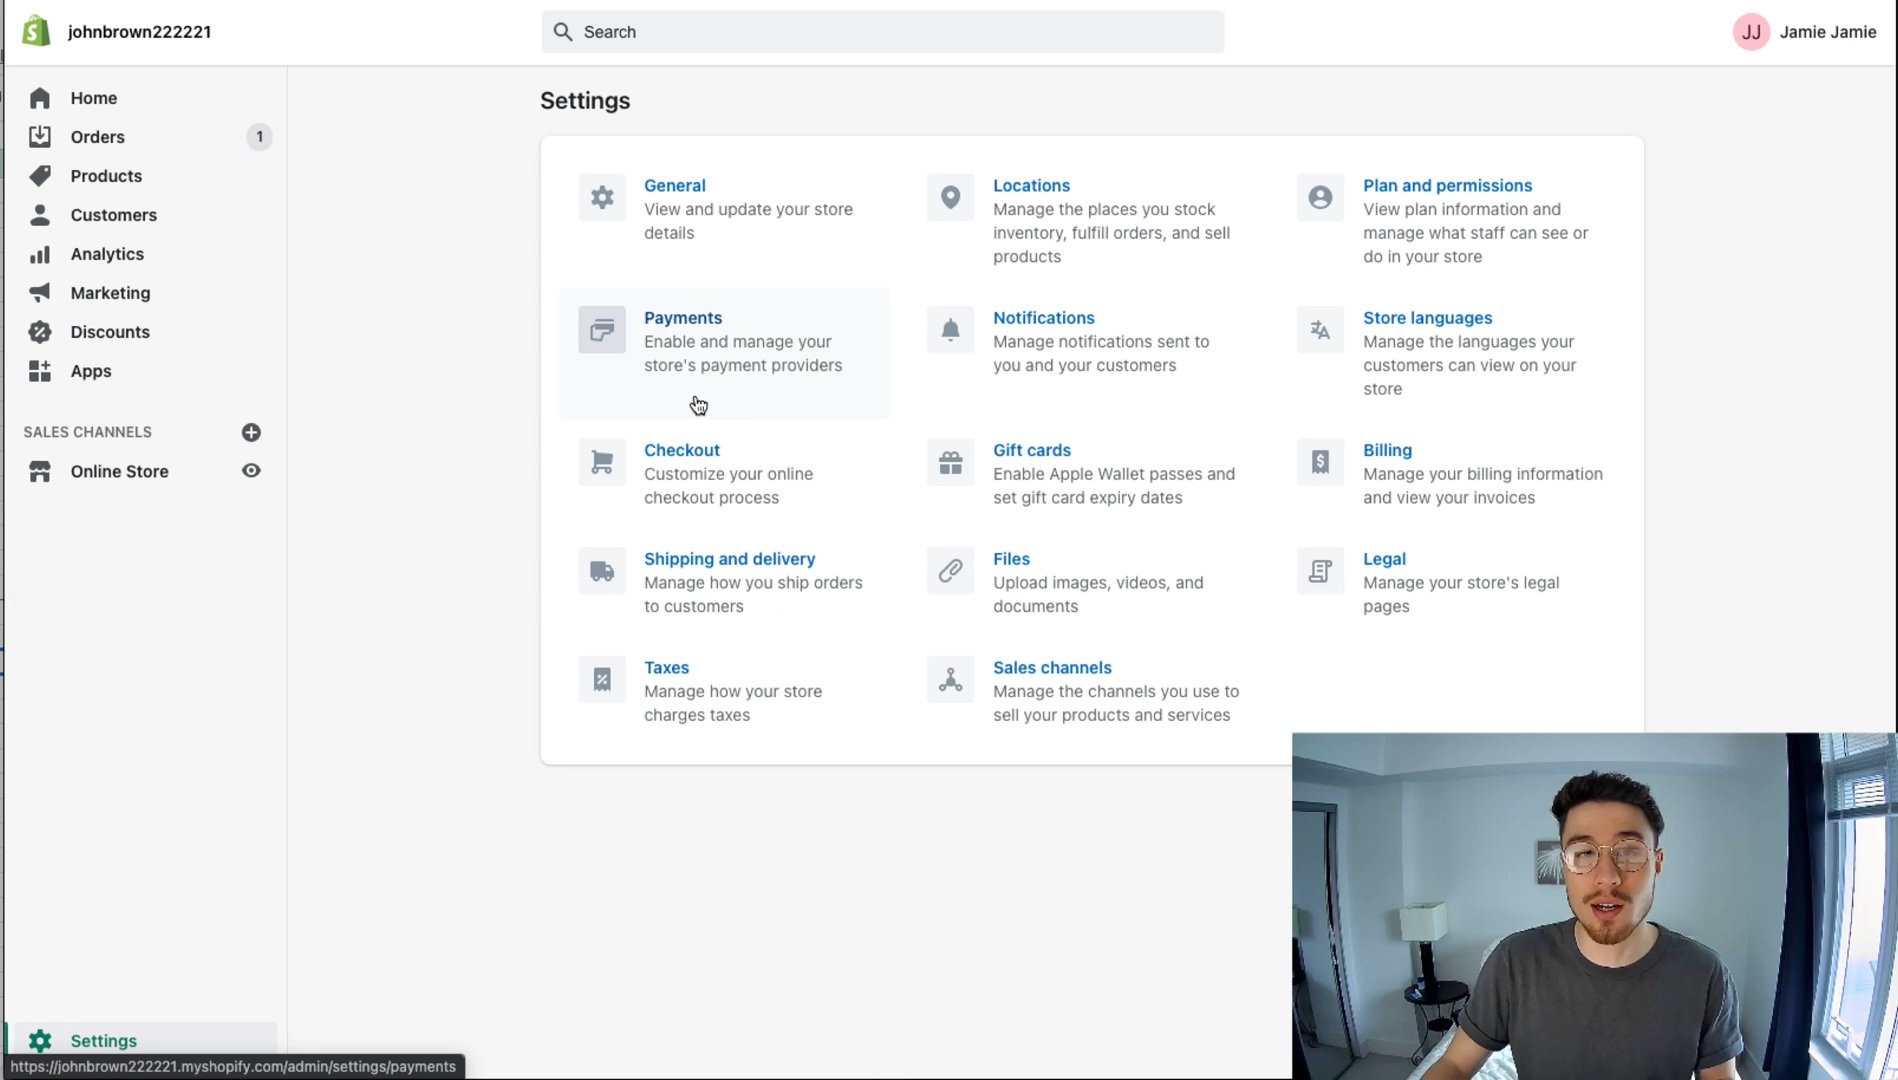 johnbrown222221
Search
JJ Jamie Jamie
Home
Orders 1
Products
Customers
Analytics
Marketing
Discounts
Apps
SALES CHANNELS
Online Store
Settings
https://johnbrown222221.myshopify.com/admin/settings/payments
Settings
General
View and update your store
details
Locations
Manage the places you stock
inventory, fulfill orders, and sell
products
Plan and permissions
View plan information and
manage what staff can see or
do in your store
Payments
Enable and manage your
store's payment providers
Notifications
Manage notifications sent to
you and your customers
Store languages
Manage the languages your
customers can view on your
store
Checkout
Customize your online
checkout process
Gift cards
Enable Apple Wallet passes and
set gift card expiry dates
Billing
Manage your billing information
and view your invoices
Shipping and delivery
Manage how you ship orders
to customers
Files
Upload images, videos, and
documents
Legal
Manage your store's legal
pages
Taxes
Manage how your store
charges taxes
Sales channels
Manage the channels you use to
sell your products and services